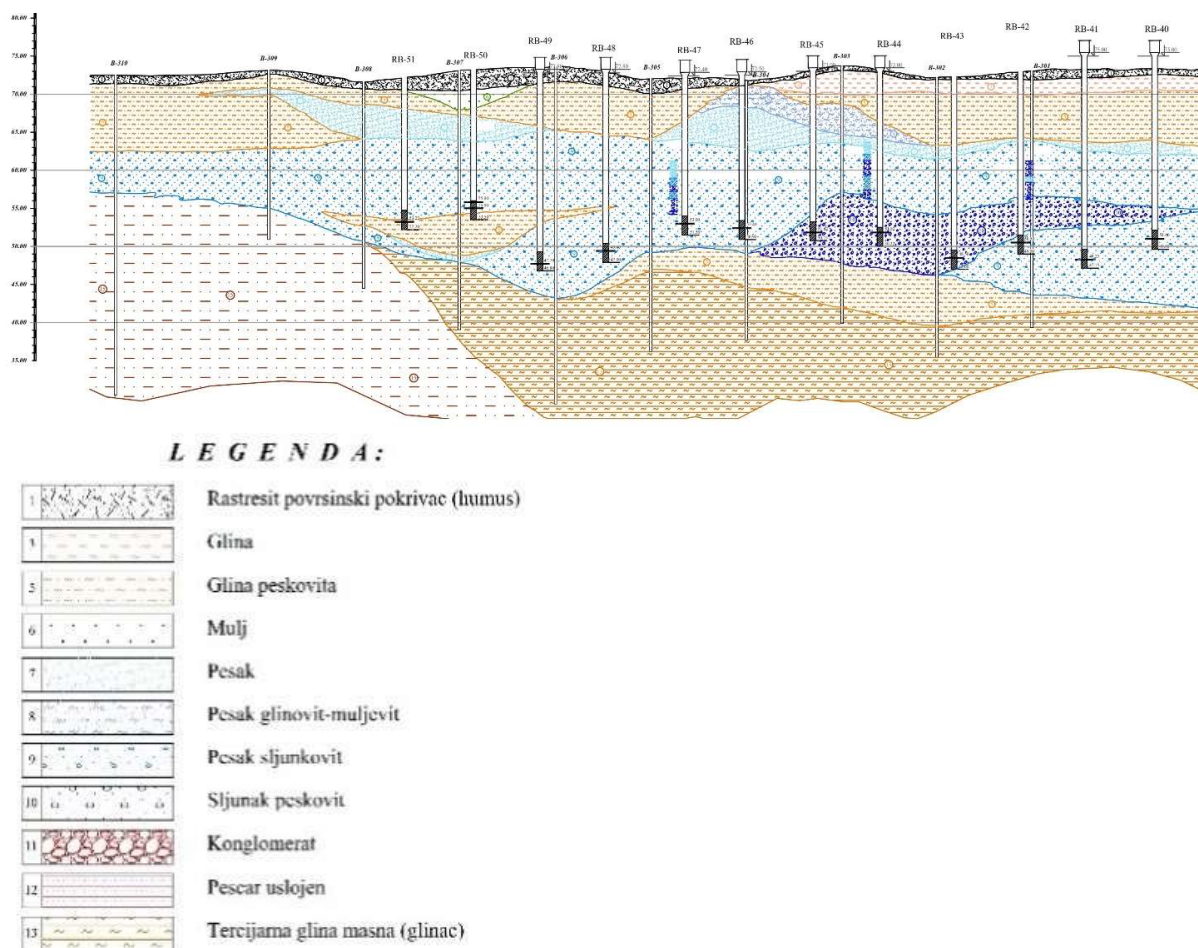 80.00
75.00
70.00
65.00
60.00
55.00
50.00
45.00
40.00
35.00
B-310
B-309
B-308
RB-51
B-307
RB-50
RB-49
B-306
RB-48
B-305
RB-47
RB-46
B-304
RB-45
B-303
RB-44
RB-43
B-302
RB-42
B-301
RB-41
RB-40
LEGENDA:
1 Rastresit povrsinski pokrivac (humus)
Glina
5 Glina peskovita
6 Mulj
7 Pesak
8 Pesak glinovit-muljevit
9 Pesak sljunkovit
10 Sljunak peskovit
11 Konglomerat
12 Pescar uslojen
13 Tercijarna glina masna (glinac)